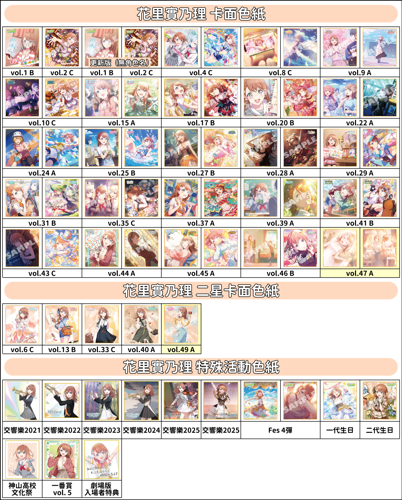 花里實乃理 卡面色紙
更新版 (無角色名)
vol.1 B vol.2 C vol.1 B vol.2 C vol.4 C vol.8 C vol.9 A
vol.10 C vol.15 A vol.17 B vol.20 B vol.22 A
vol.24 A vol.25 B vol.27 B vol.28 A vol.29 A
vol.31 B vol.35 C vol.37 A vol.39 A vol.41 B
vol.43 C vol.44 A vol.45 A vol.46 B vol.47 A
花里實乃理 二星卡面色紙
vol.6 C vol.13 B vol.33 C vol.40 A vol.49 A
花里實乃理 特殊活動色紙
交響樂2021 交響樂2022 交響樂2023 交響樂2024 交響樂2025 交響樂2025 Fes 4彈 一代生日 二代生日
神山高校 一番賞 劇場版
文化祭 vol. 5 入場者特典